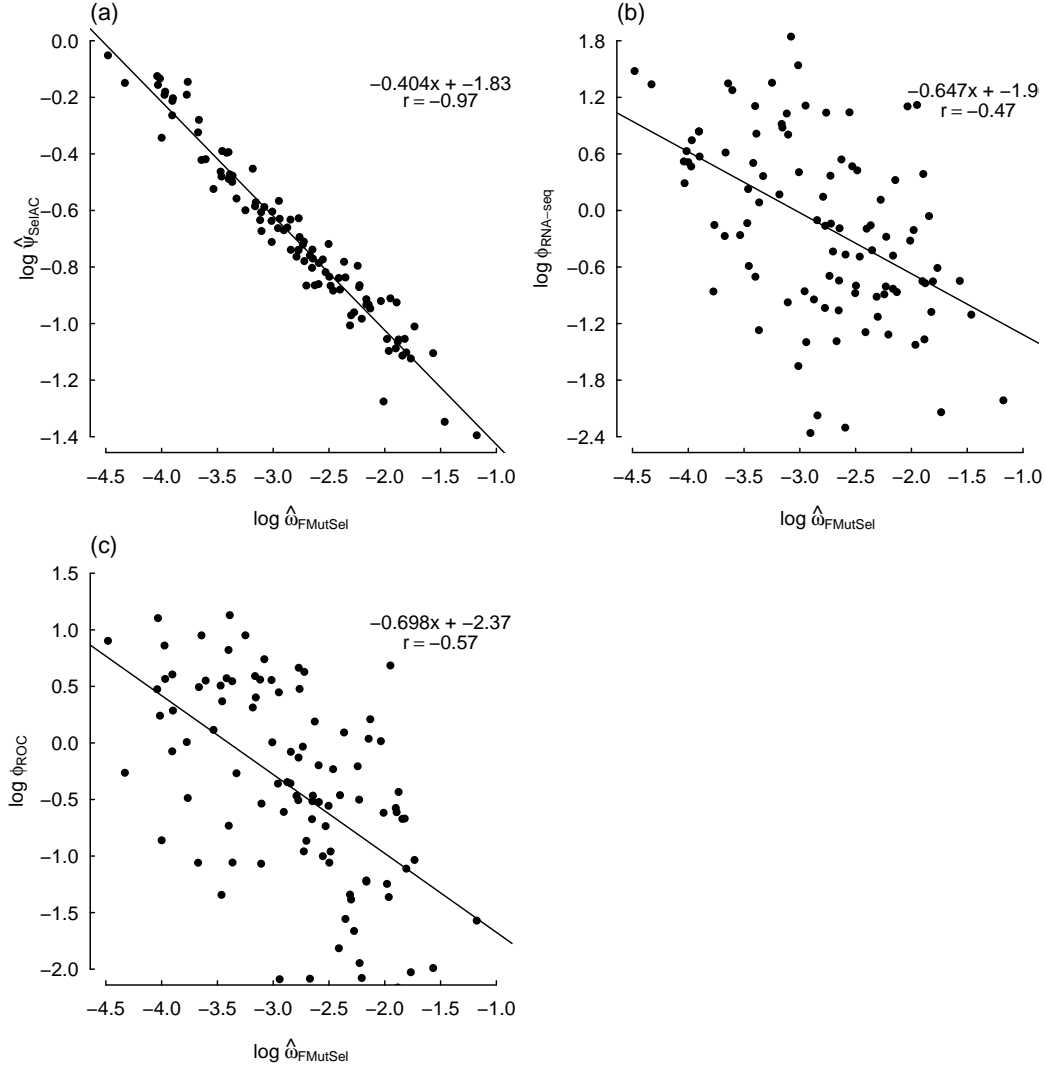 (a)
0.0
−0.2
−0.4
−0.6
−0.8
−1.0
−1.2
−1.4
log ψ̂SelAC
−0.404x + −1.83
r = −0.97
−4.5 −4.0 −3.5 −3.0 −2.5 −2.0 −1.5 −1.0
log ω̂FMutSel
(b)
1.8
1.2
0.6
0.0
−0.6
−1.2
−1.8
−2.4
log ϕRNA−seq
−0.647x + −1.9
r = −0.47
−4.5 −4.0 −3.5 −3.0 −2.5 −2.0 −1.5 −1.0
log ω̂FMutSel
(c)
1.5
1.0
0.5
0.0
−0.5
−1.0
−1.5
−2.0
log ϕROC
−0.698x + −2.37
r = −0.57
−4.5 −4.0 −3.5 −3.0 −2.5 −2.0 −1.5 −1.0
log ω̂FMutSel